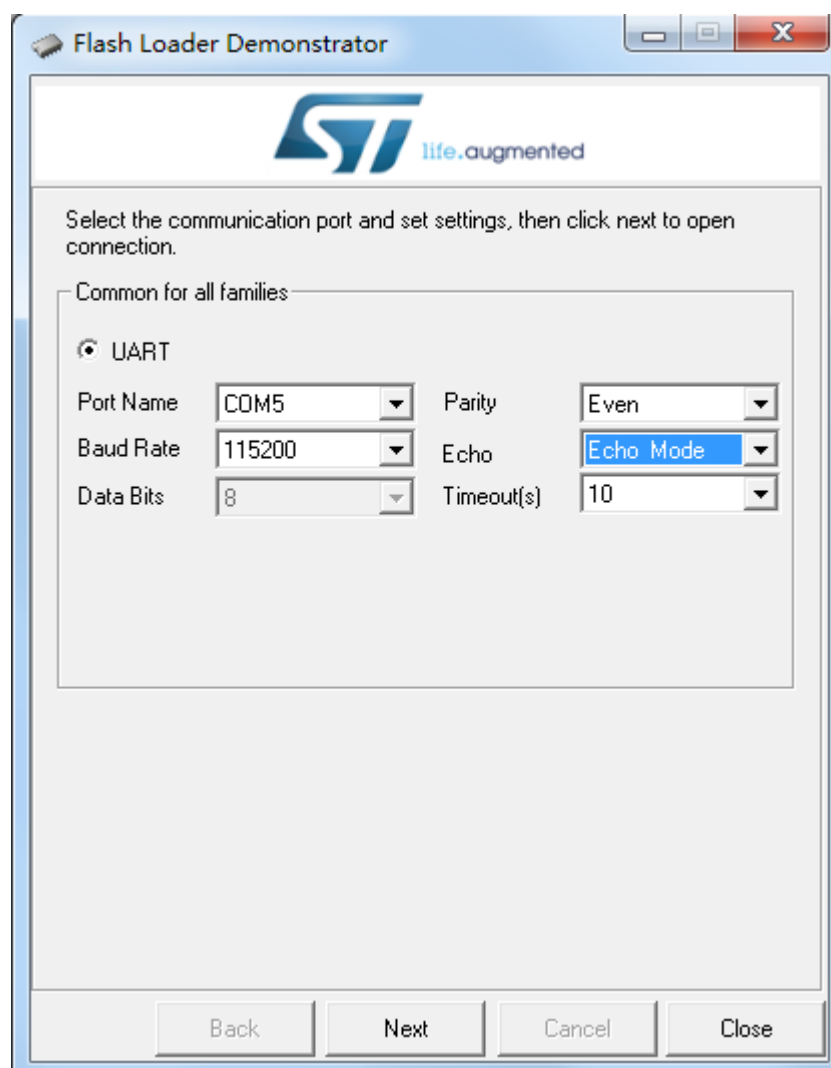 Flash Loader Demonstrator
ST life.augmented
Select the communication port and set settings, then click next to open
connection.
Common for all families
UART
Port Name COM5 Parity Even
Baud Rate 115200 Echo Echo Mode
Data Bits 8 Timeout(s) 10
Back Next Cancel Close